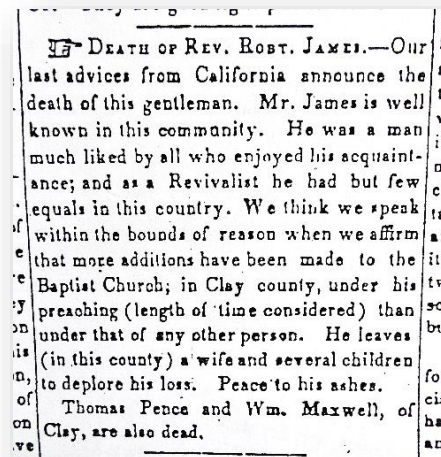 ☞ DEATH OF REV. ROBT. JAMES.—Our
last advices from California announce the
death of this gentleman. Mr. James is well
known in this community. He was a man
much liked by all who enjoyed his acquaint-
ance; and as a Revivalist he had but few
equals in this country. We think we speak
within the bounds of reason when we affirm
that more additions have been made to the
Baptist Church; in Clay county, under his
preaching (length of time considered) than
under that of any other person. He leaves
(in this county) a wife and several children
to deplore his loss. Peace to his ashes.
Thomas Pence and Wm. Maxwell, of
Clay, are also dead.